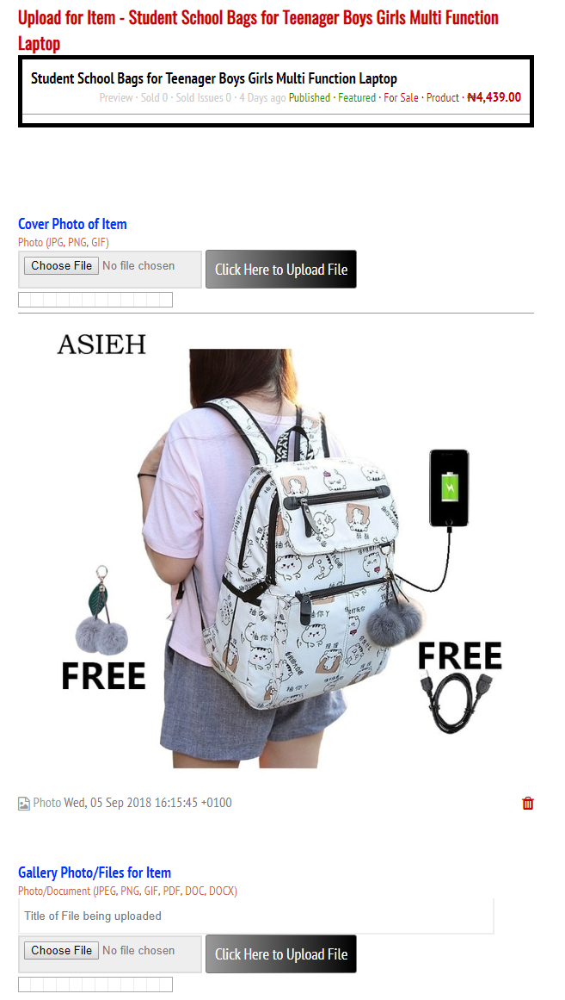 Upload for Item - Student School Bags for Teenager Boys Girls Multi Function
Laptop
Student School Bags for Teenager Boys Girls Multi Function Laptop
Preview · Sold 0 · Sold Issues 0 · 4 Days ago Published · Featured · For Sale · Product · ₦4,439.00
Cover Photo of Item
Photo (JPG, PNG, GIF)
Choose File No file chosen Click Here to Upload File
ASIEH
FREE
FREE
Photo Wed, 05 Sep 2018 16:15:45 +0100
Gallery Photo/Files for Item
Photo/Document (JPEG, PNG, GIF, PDF, DOC, DOCX)
Title of File being uploaded
Choose File No file chosen Click Here to Upload File